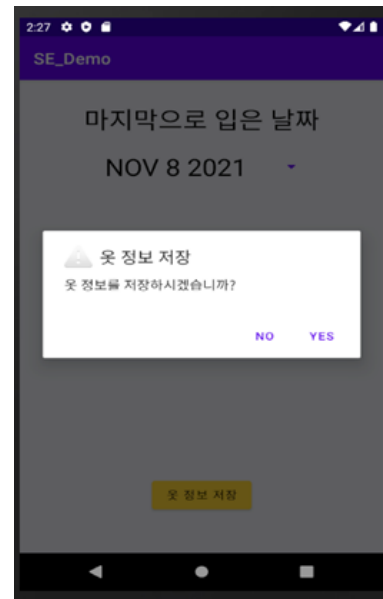 2:27
SE_Demo
마지막으로 입은 날짜
NOV 8 2021
옷 정보 저장
옷 정보를 저장하시겠습니까?
NO YES
옷 정보 저장